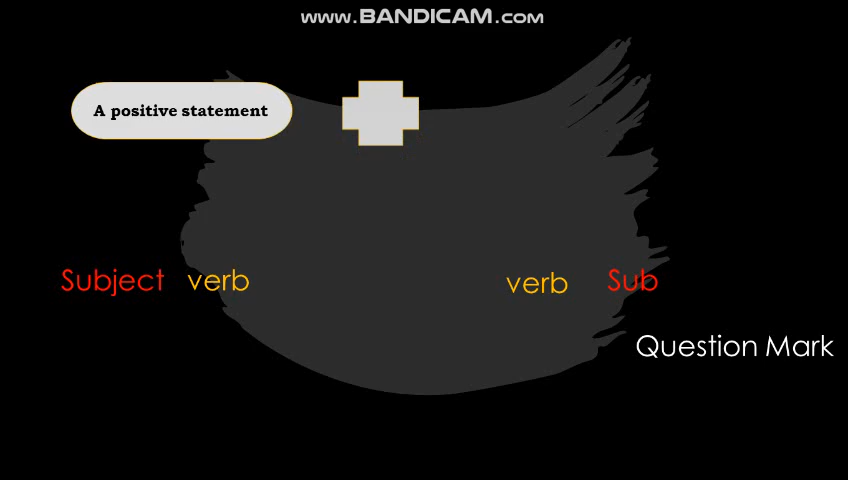 www.BANDICAM.com
A positive statement
Subject verb verb Sub
Question Mark